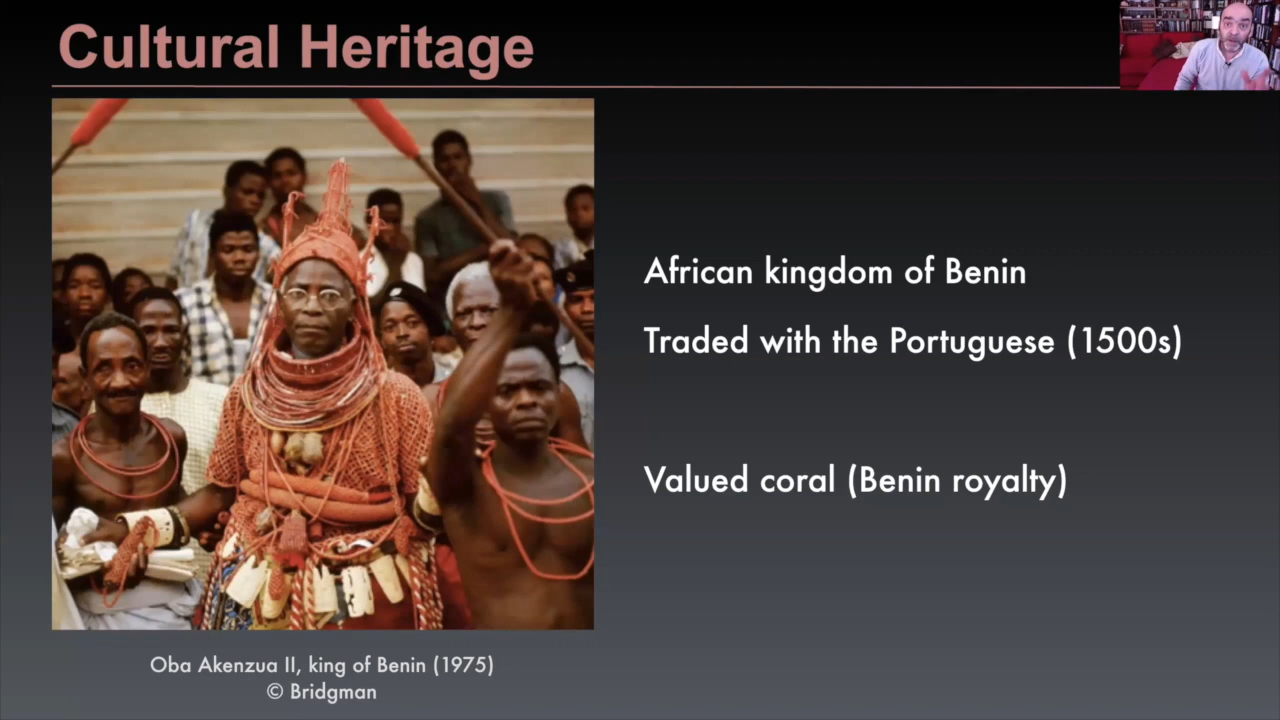 Cultural Heritage
African kingdom of Benin
Traded with the Portuguese (1500s)
Valued coral (Benin royalty)
Oba Akenzua II, king of Benin (1975)
© Bridgman